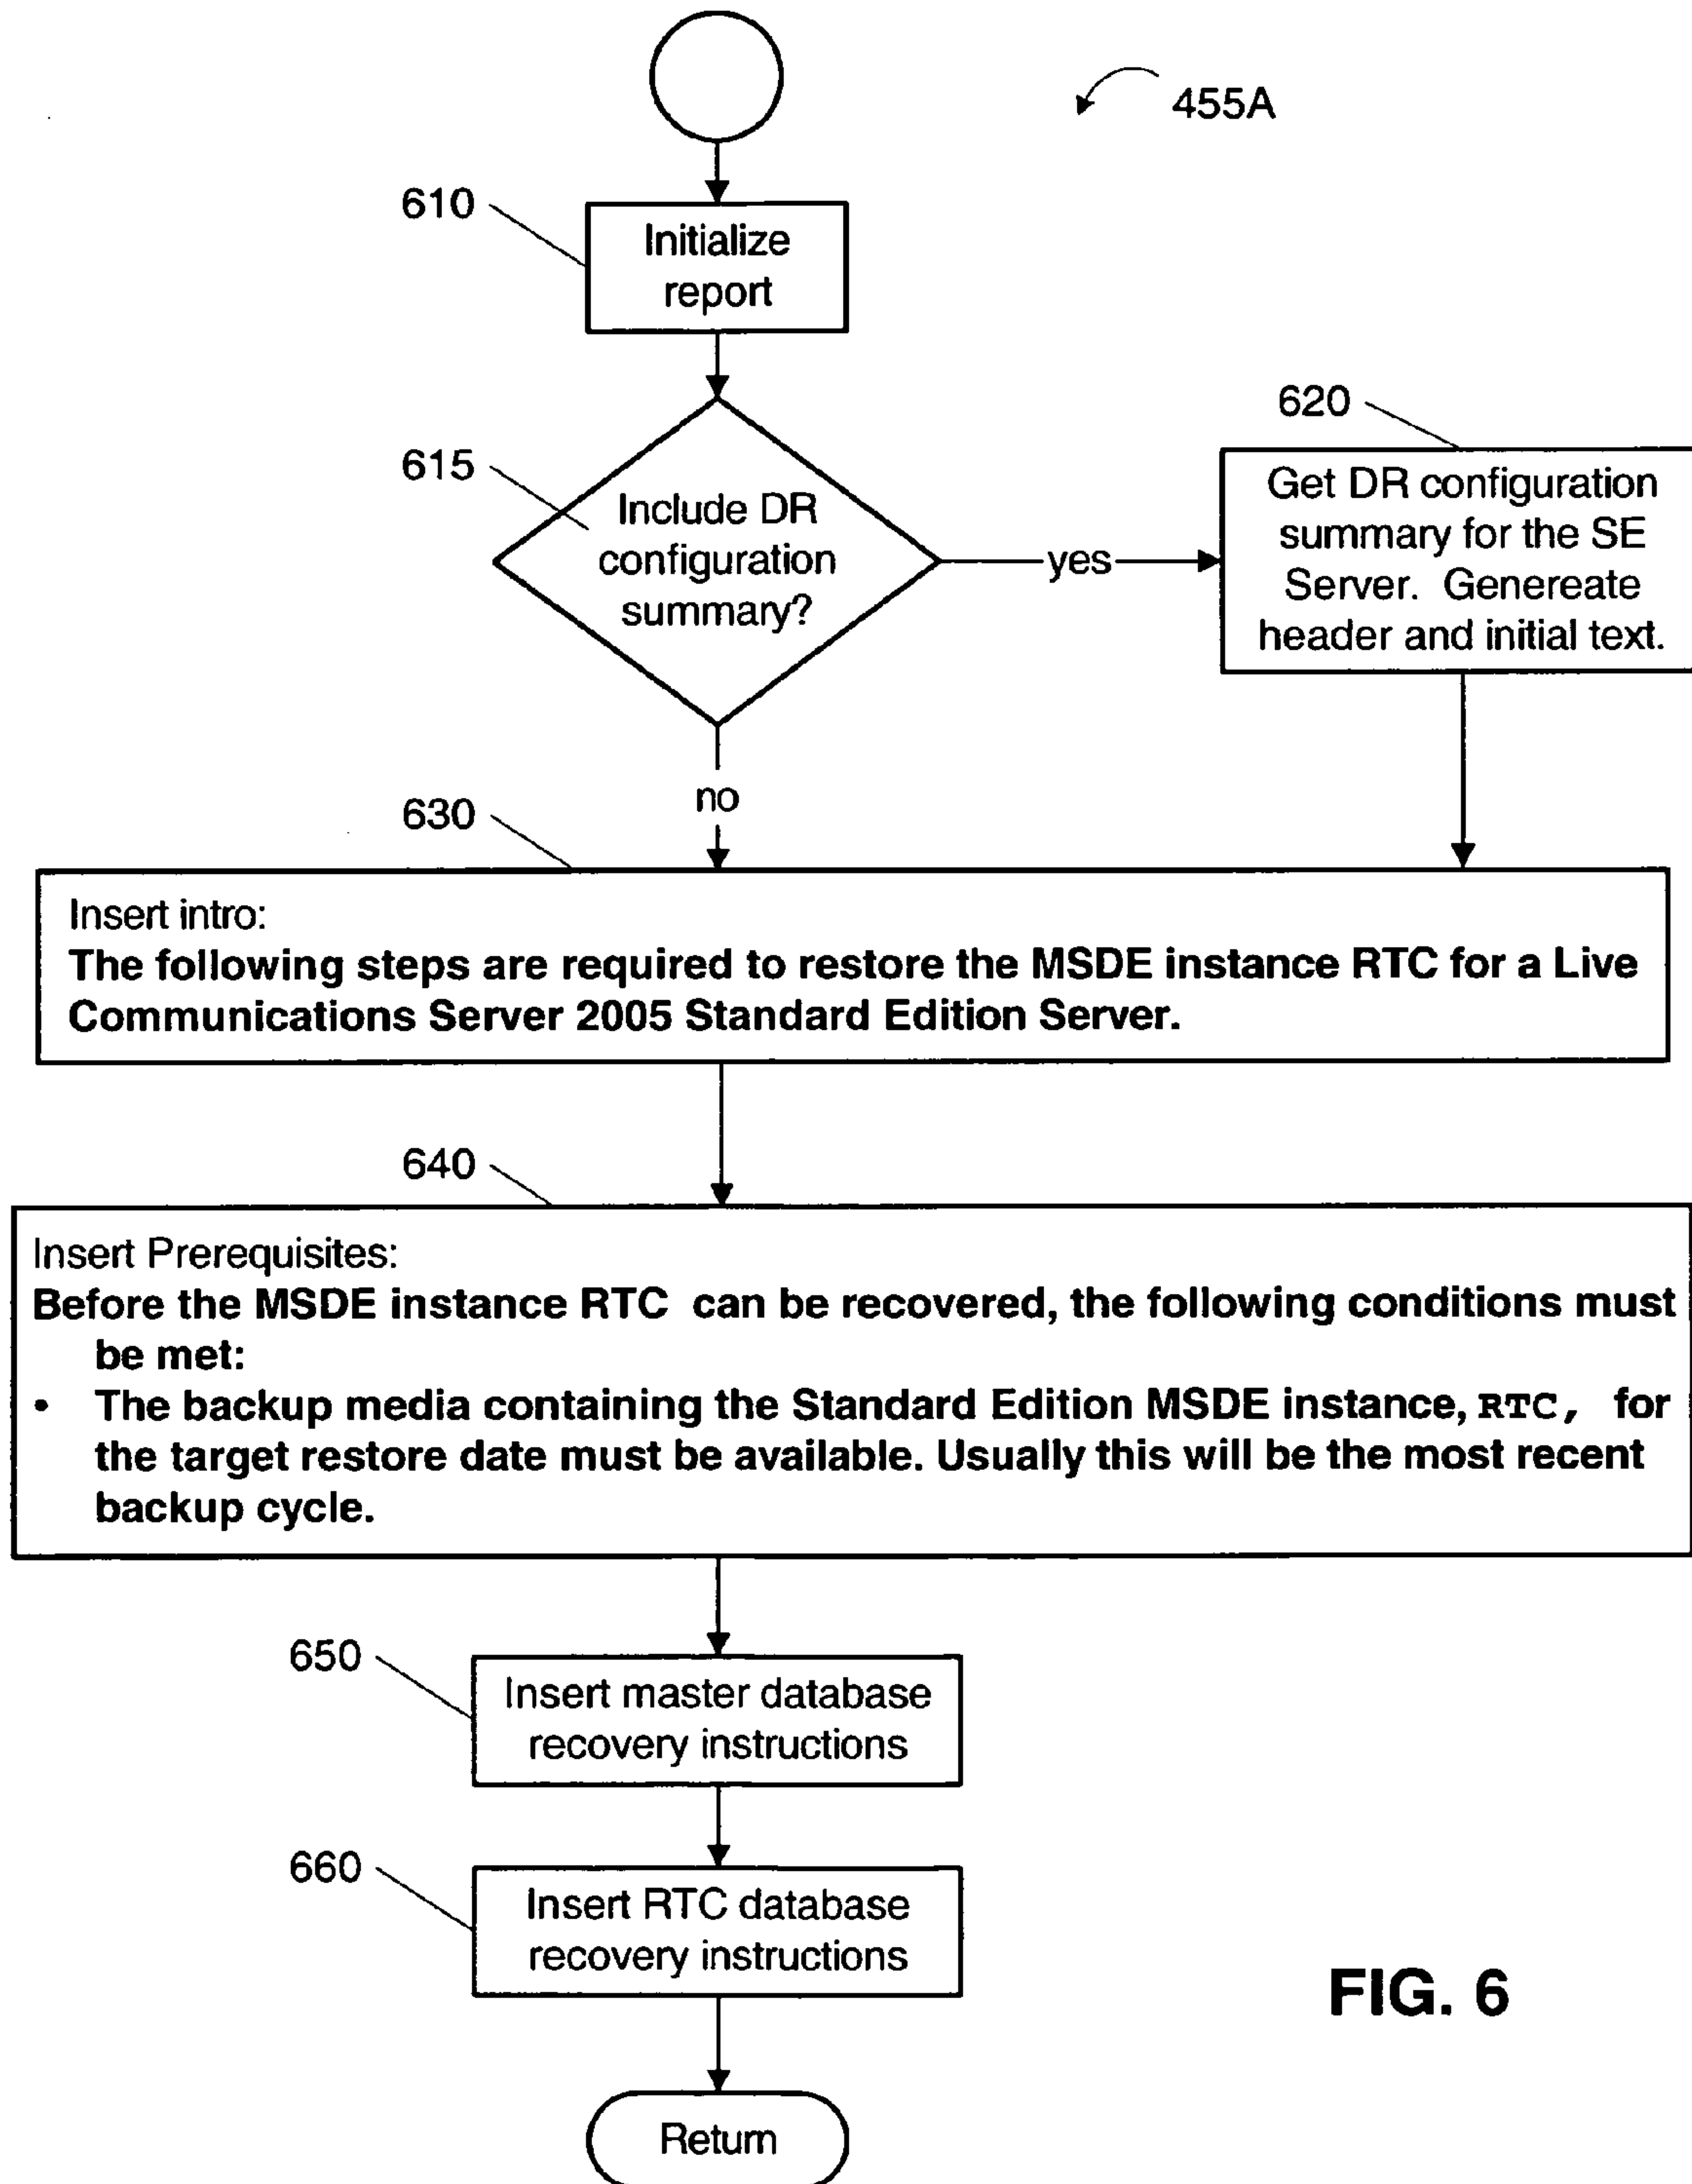 455A
610
Initialize
report
615
Include DR
configuration
summary?
yes
620
Get DR configuration
summary for the SE
Server. Genereate
header and initial text.
no
630
Insert intro:
The following steps are required to restore the MSDE instance RTC for a Live
Communications Server 2005 Standard Edition Server.
640
Insert Prerequisites:
Before the MSDE instance RTC can be recovered, the following conditions must
be met:
• The backup media containing the Standard Edition MSDE instance, RTC, for
the target restore date must be available. Usually this will be the most recent
backup cycle.
650
Insert master database
recovery instructions
660
Insert RTC database
recovery instructions
FIG. 6
Return